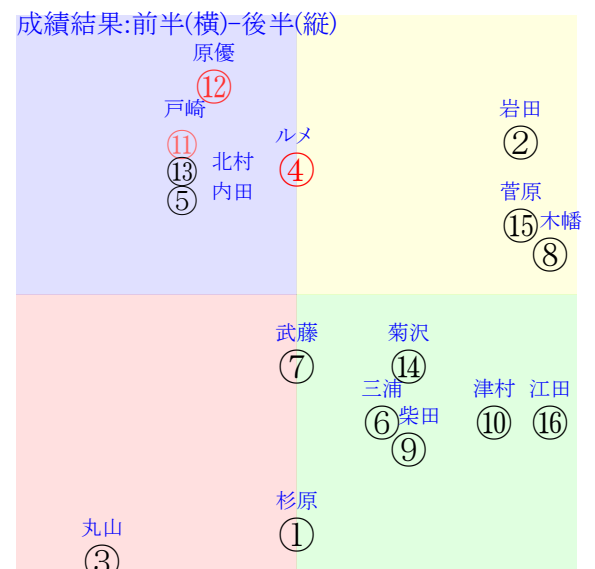 成績結果:前半(横)-後半(縦)
原優
⑫
戸崎
岩田
⑪
ルメ
②
北村
⑬
④
内田
⑤
菅原
木幡
⑮
⑧
武藤
菊沢
⑦
⑭
三浦
津村
江田
柴田
⑥
⑩
⑯
⑨
杉原
①
丸山
③